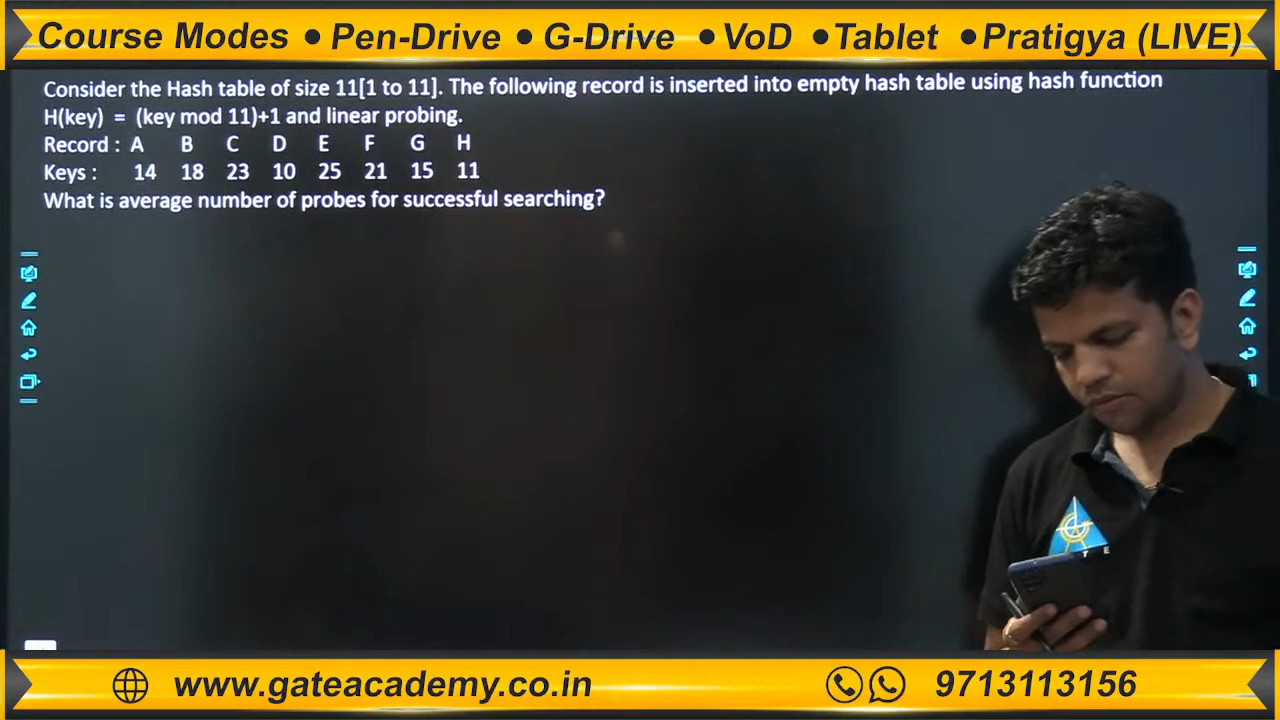 Course Modes • Pen-Drive • G-Drive • VoD • Tablet • Pratigya (LIVE)
Consider the Hash table of size 11[1 to 11]. The following record is inserted into empty hash table using hash function
H(key) = (key mod 11)+1 and linear probing.
Record : A B C D E F G H
Keys : 14 18 23 10 25 21 15 11
What is average number of probes for successful searching?
T E
www.gateacademy.co.in 9713113156